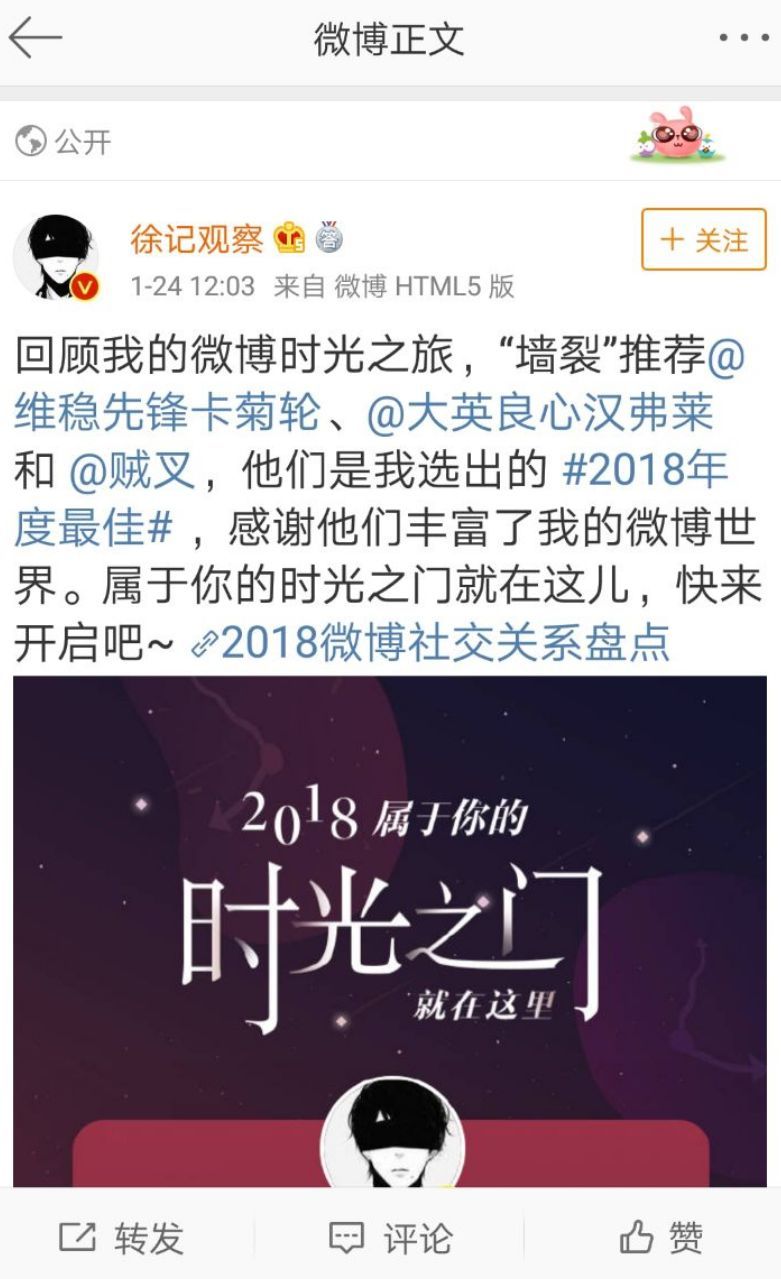 微博正文
公开
徐记观察
+ 关注
1-24 12:03 来自 微博 HTML5 版
回顾我的微博时光之旅，“墙裂”推荐@
维稳先锋卡菊轮、@大英良心汉弗莱
和 @贼叉，他们是我选出的 #2018年
度最佳# ，感谢他们丰富了我的微博世
界。属于你的时光之门就在这儿，快来
开启吧~ 2018微博社交关系盘点
2018 属于你的
时光之门
就在这里
转发
评论
赞